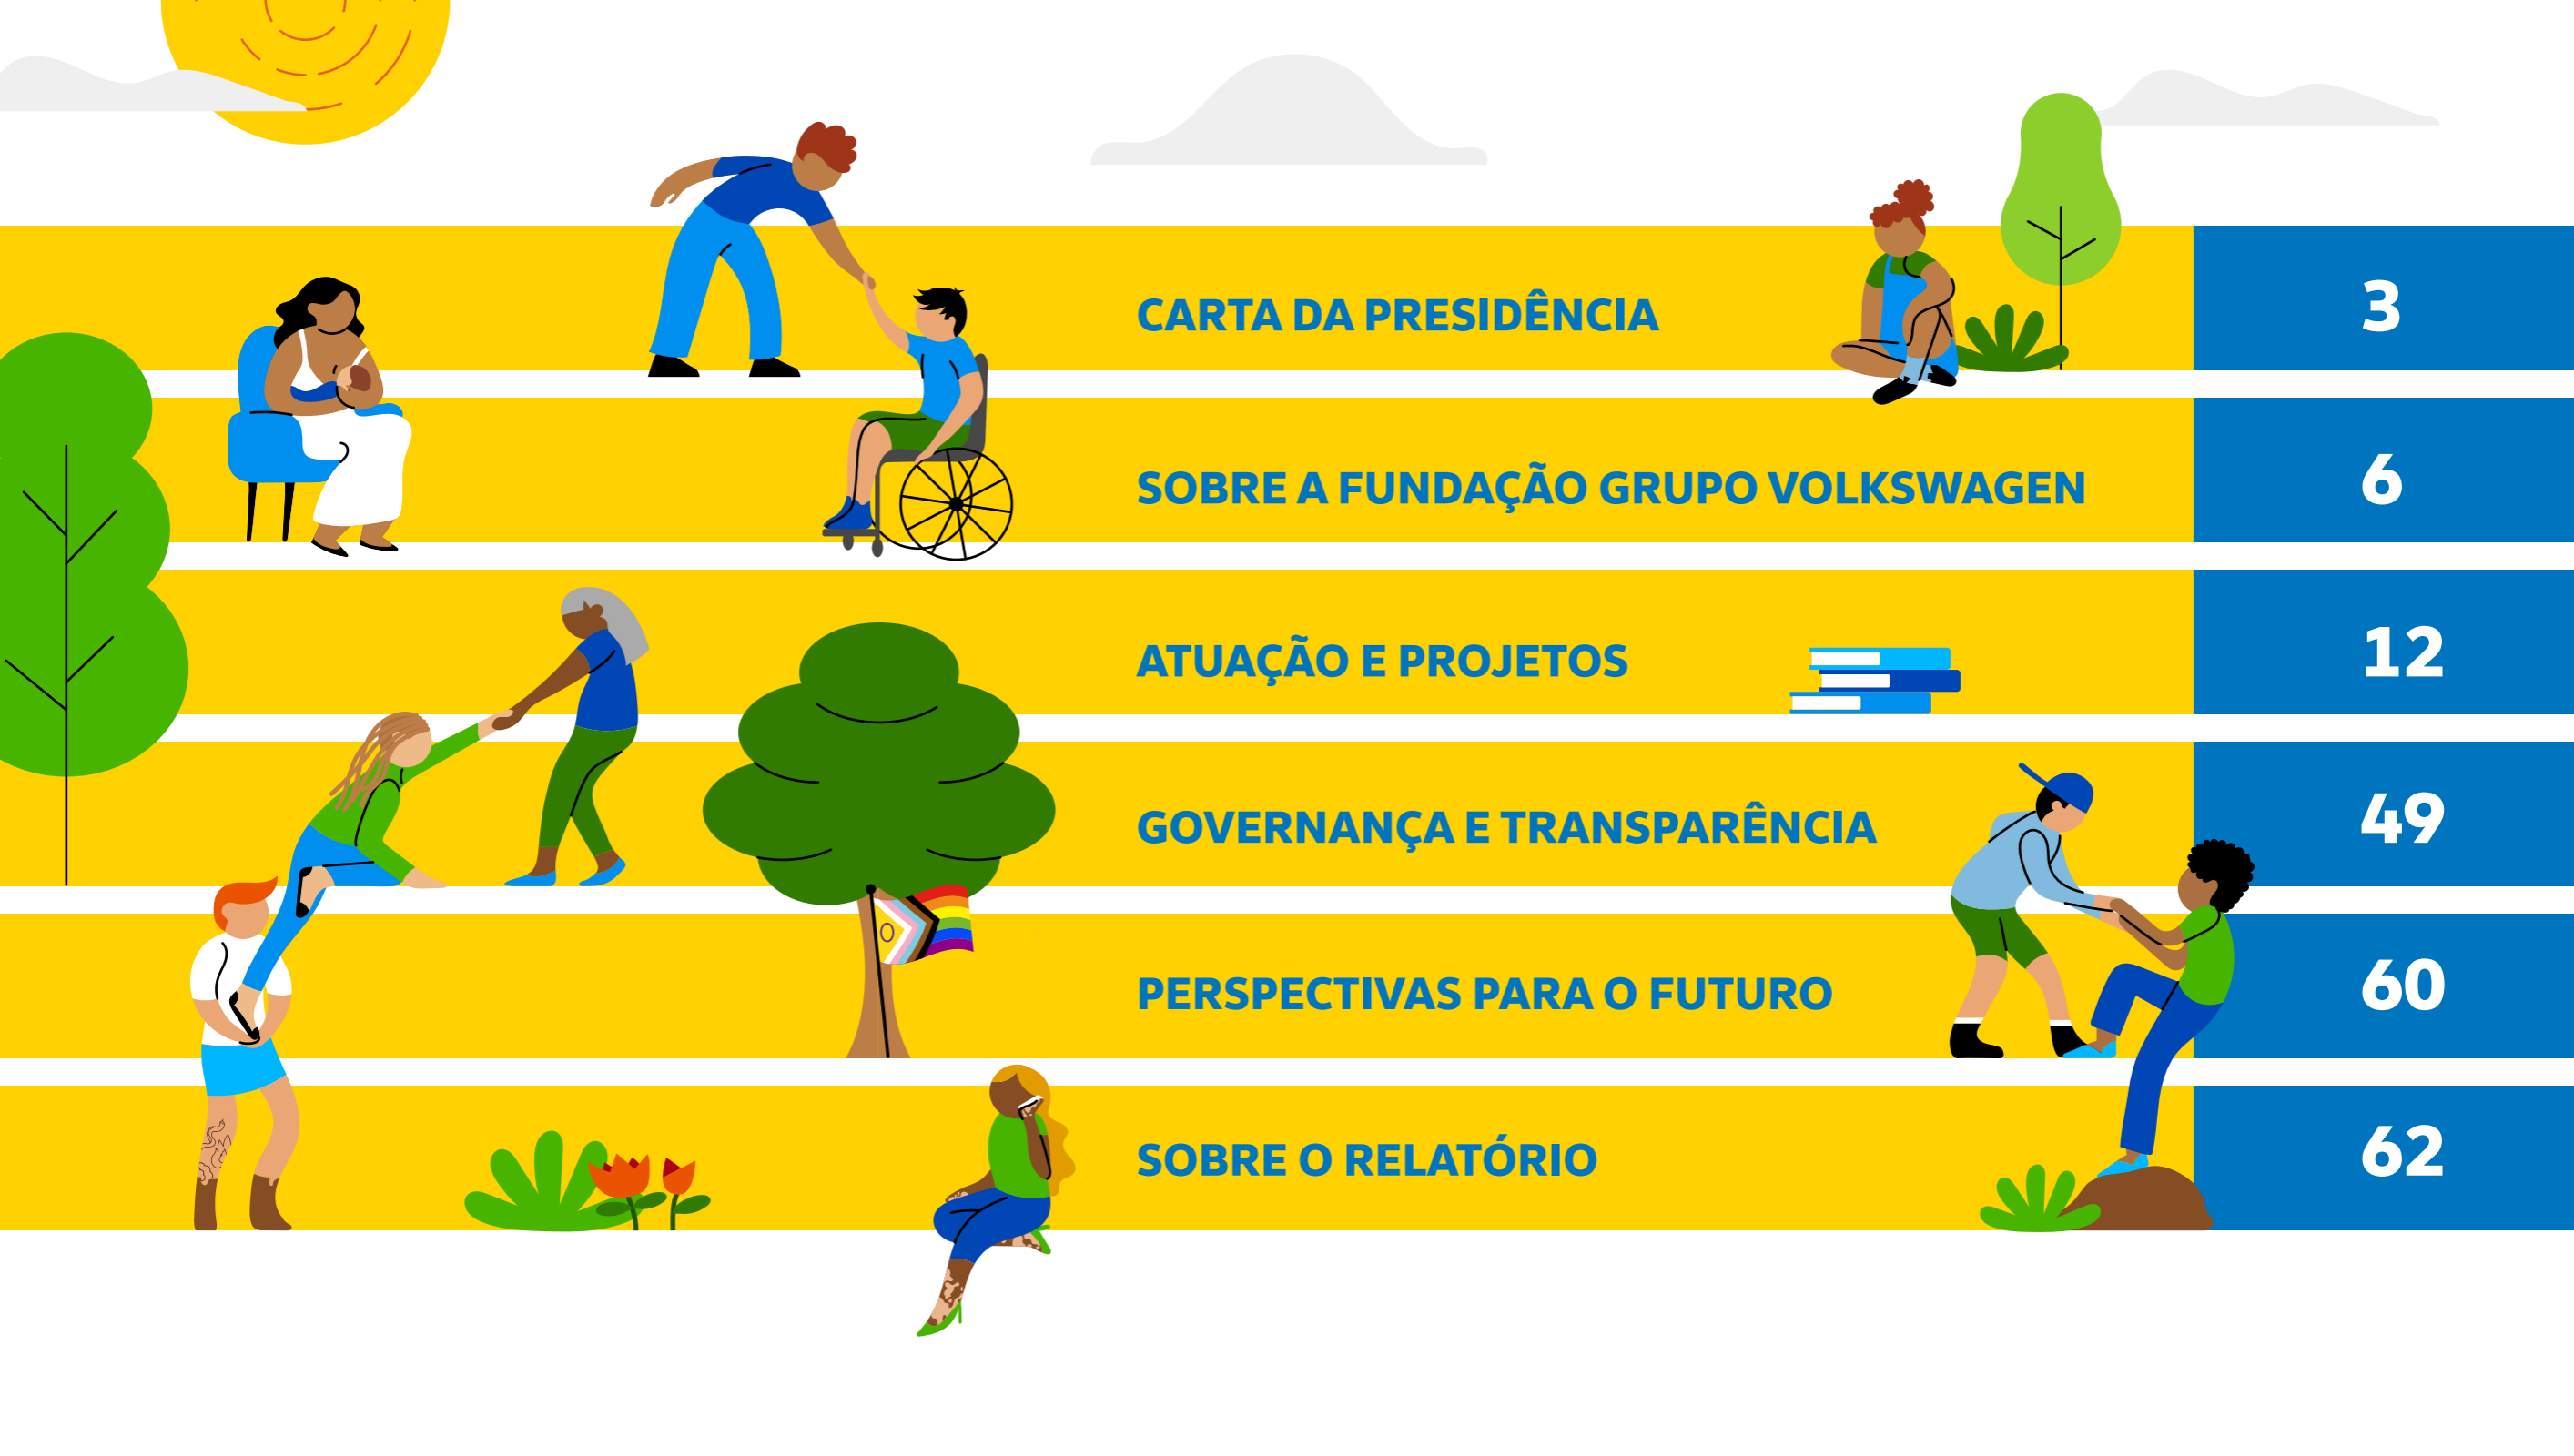 CARTA DA PRESIDÊNCIA 3
SOBRE A FUNDAÇÃO GRUPO VOLKSWAGEN 6
ATUAÇÃO E PROJETOS 12
GOVERNANÇA E TRANSPARÊNCIA 49
PERSPECTIVAS PARA O FUTURO 60
SOBRE O RELATÓRIO 62